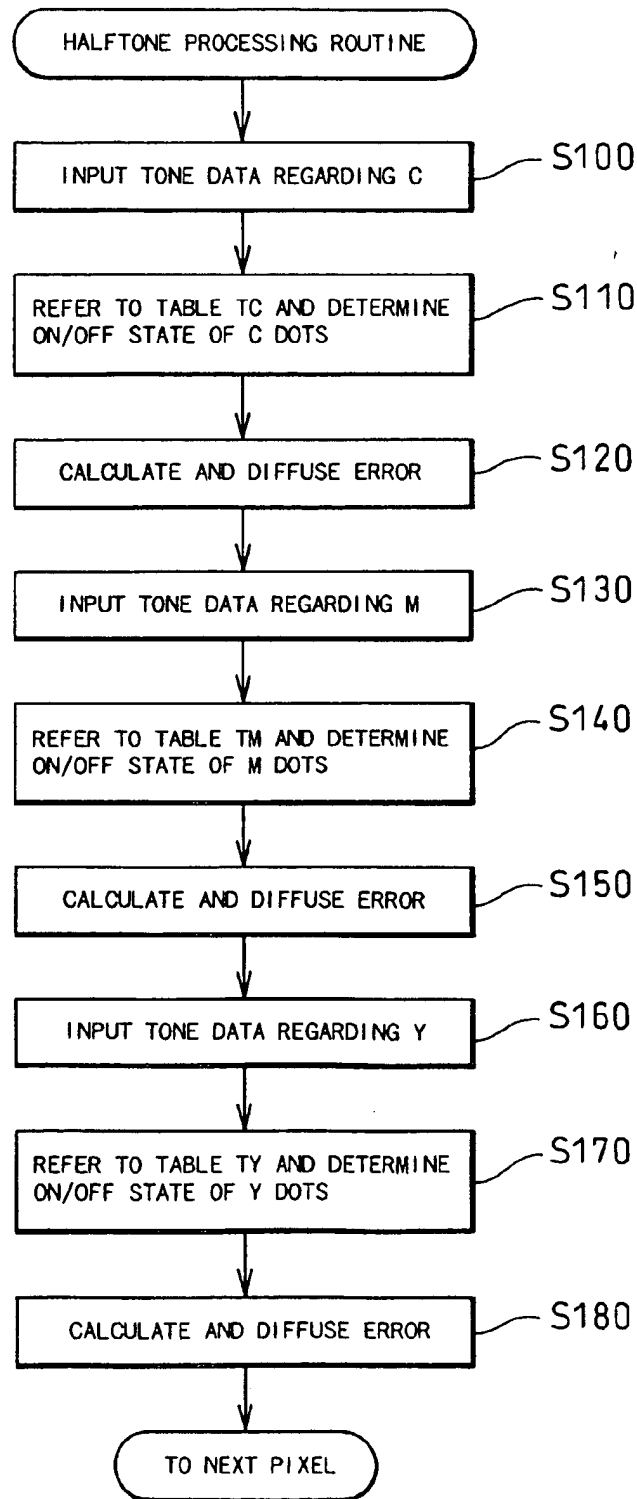 HALFTONE PROCESSING ROUTINE
INPUT TONE DATA REGARDING C
S100
REFER TO TABLE TC AND DETERMINE
ON/OFF STATE OF C DOTS
S110
CALCULATE AND DIFFUSE ERROR
S120
INPUT TONE DATA REGARDING M
S130
REFER TO TABLE TM AND DETERMINE
ON/OFF STATE OF M DOTS
S140
CALCULATE AND DIFFUSE ERROR
S150
INPUT TONE DATA REGARDING Y
S160
REFER TO TABLE TY AND DETERMINE
ON/OFF STATE OF Y DOTS
S170
CALCULATE AND DIFFUSE ERROR
S180
TO NEXT PIXEL